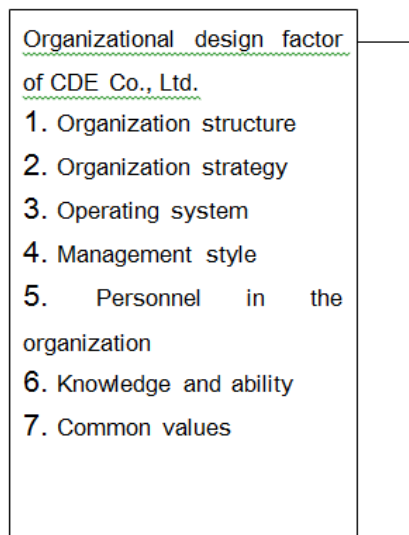 Organizational design factor
of CDE Co., Ltd.
1. Organization structure
2. Organization strategy
3. Operating system
4. Management style
5. Personnel in the
organization
6. Knowledge and ability
7. Common values